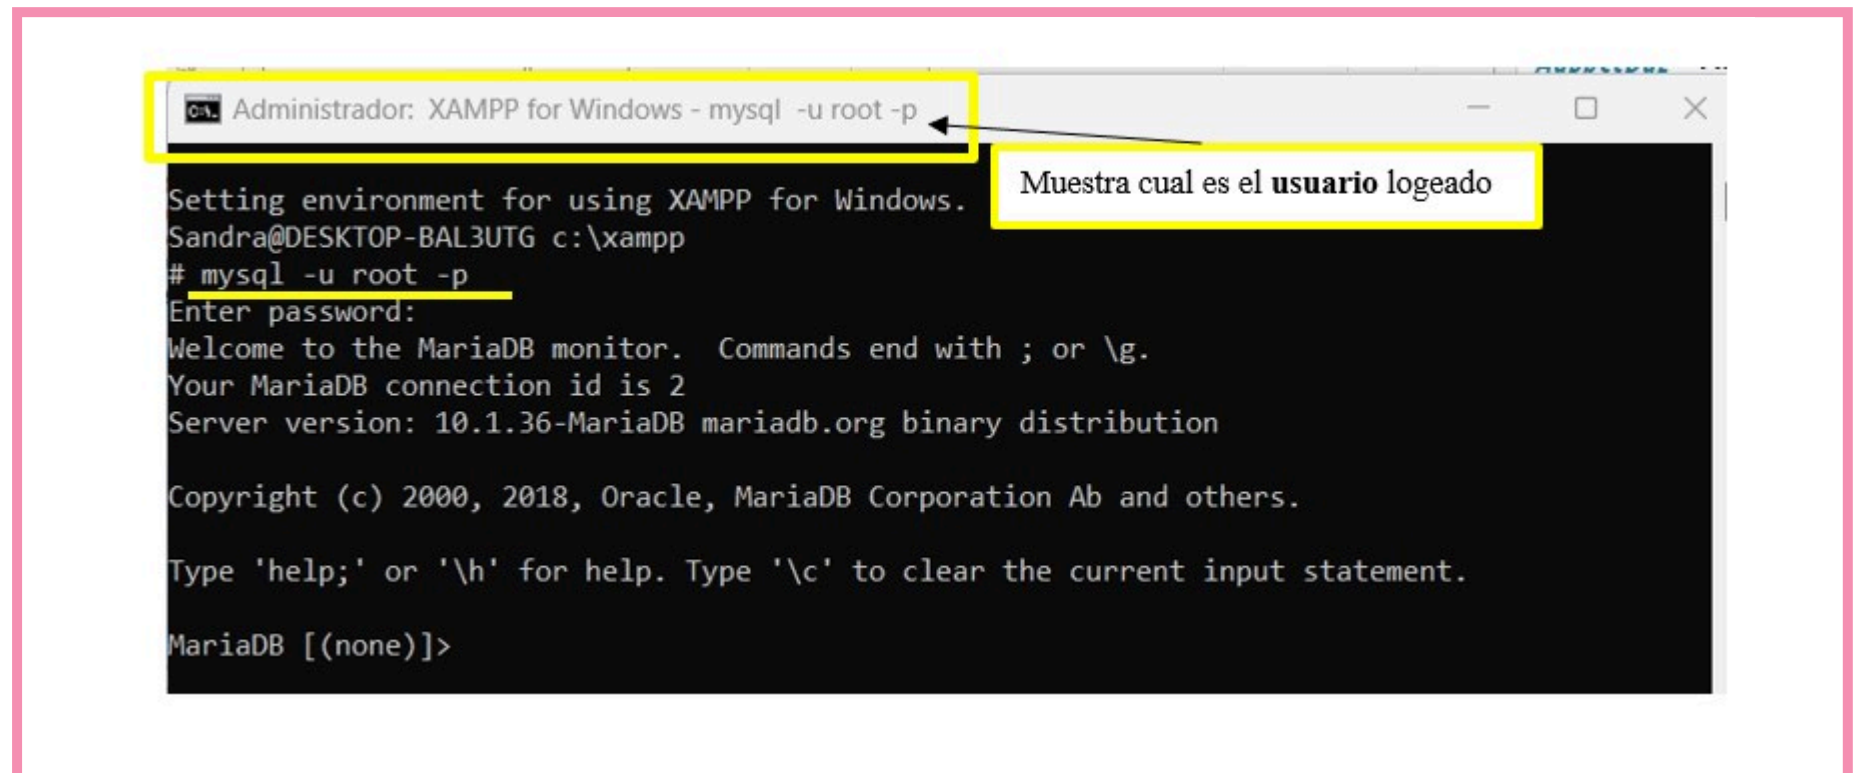 Administrador: XAMPP for Windows - mysql -u root -p
Muestra cual es el usuario logeado
Setting environment for using XAMPP for Windows.
Sandra@DESKTOP-BAL3UTG c:\xampp
# mysql -u root -p
Enter password:
Welcome to the MariaDB monitor.  Commands end with ; or \g.
Your MariaDB connection id is 2
Server version: 10.1.36-MariaDB mariadb.org binary distribution
Copyright (c) 2000, 2018, Oracle, MariaDB Corporation Ab and others.
Type 'help;' or '\h' for help. Type '\c' to clear the current input statement.
MariaDB [(none)]>